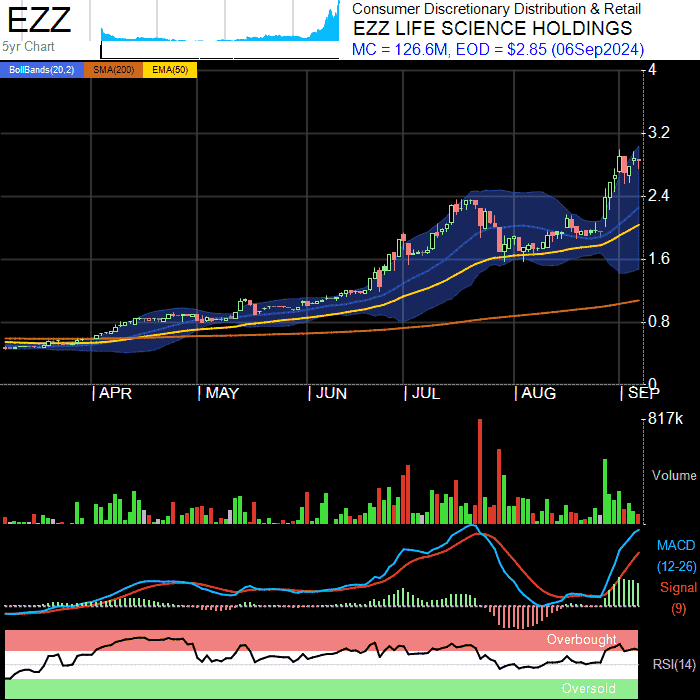 EZZ
5yr Chart
Consumer Discretionary Distribution & Retail
EZZ LIFE SCIENCE HOLDINGS
MC = 126.6M, EOD = $2.85 (06Sep2024)
BollBands(20,2) SMA(200) EMA(50)
4
3.2
2.4
1.6
0.8
0
| APR | MAY | JUN | JUL | AUG | SEP
817k
Volume
MACD
(12-26)
Signal
(9)
Overbought
RSI(14)
Oversold